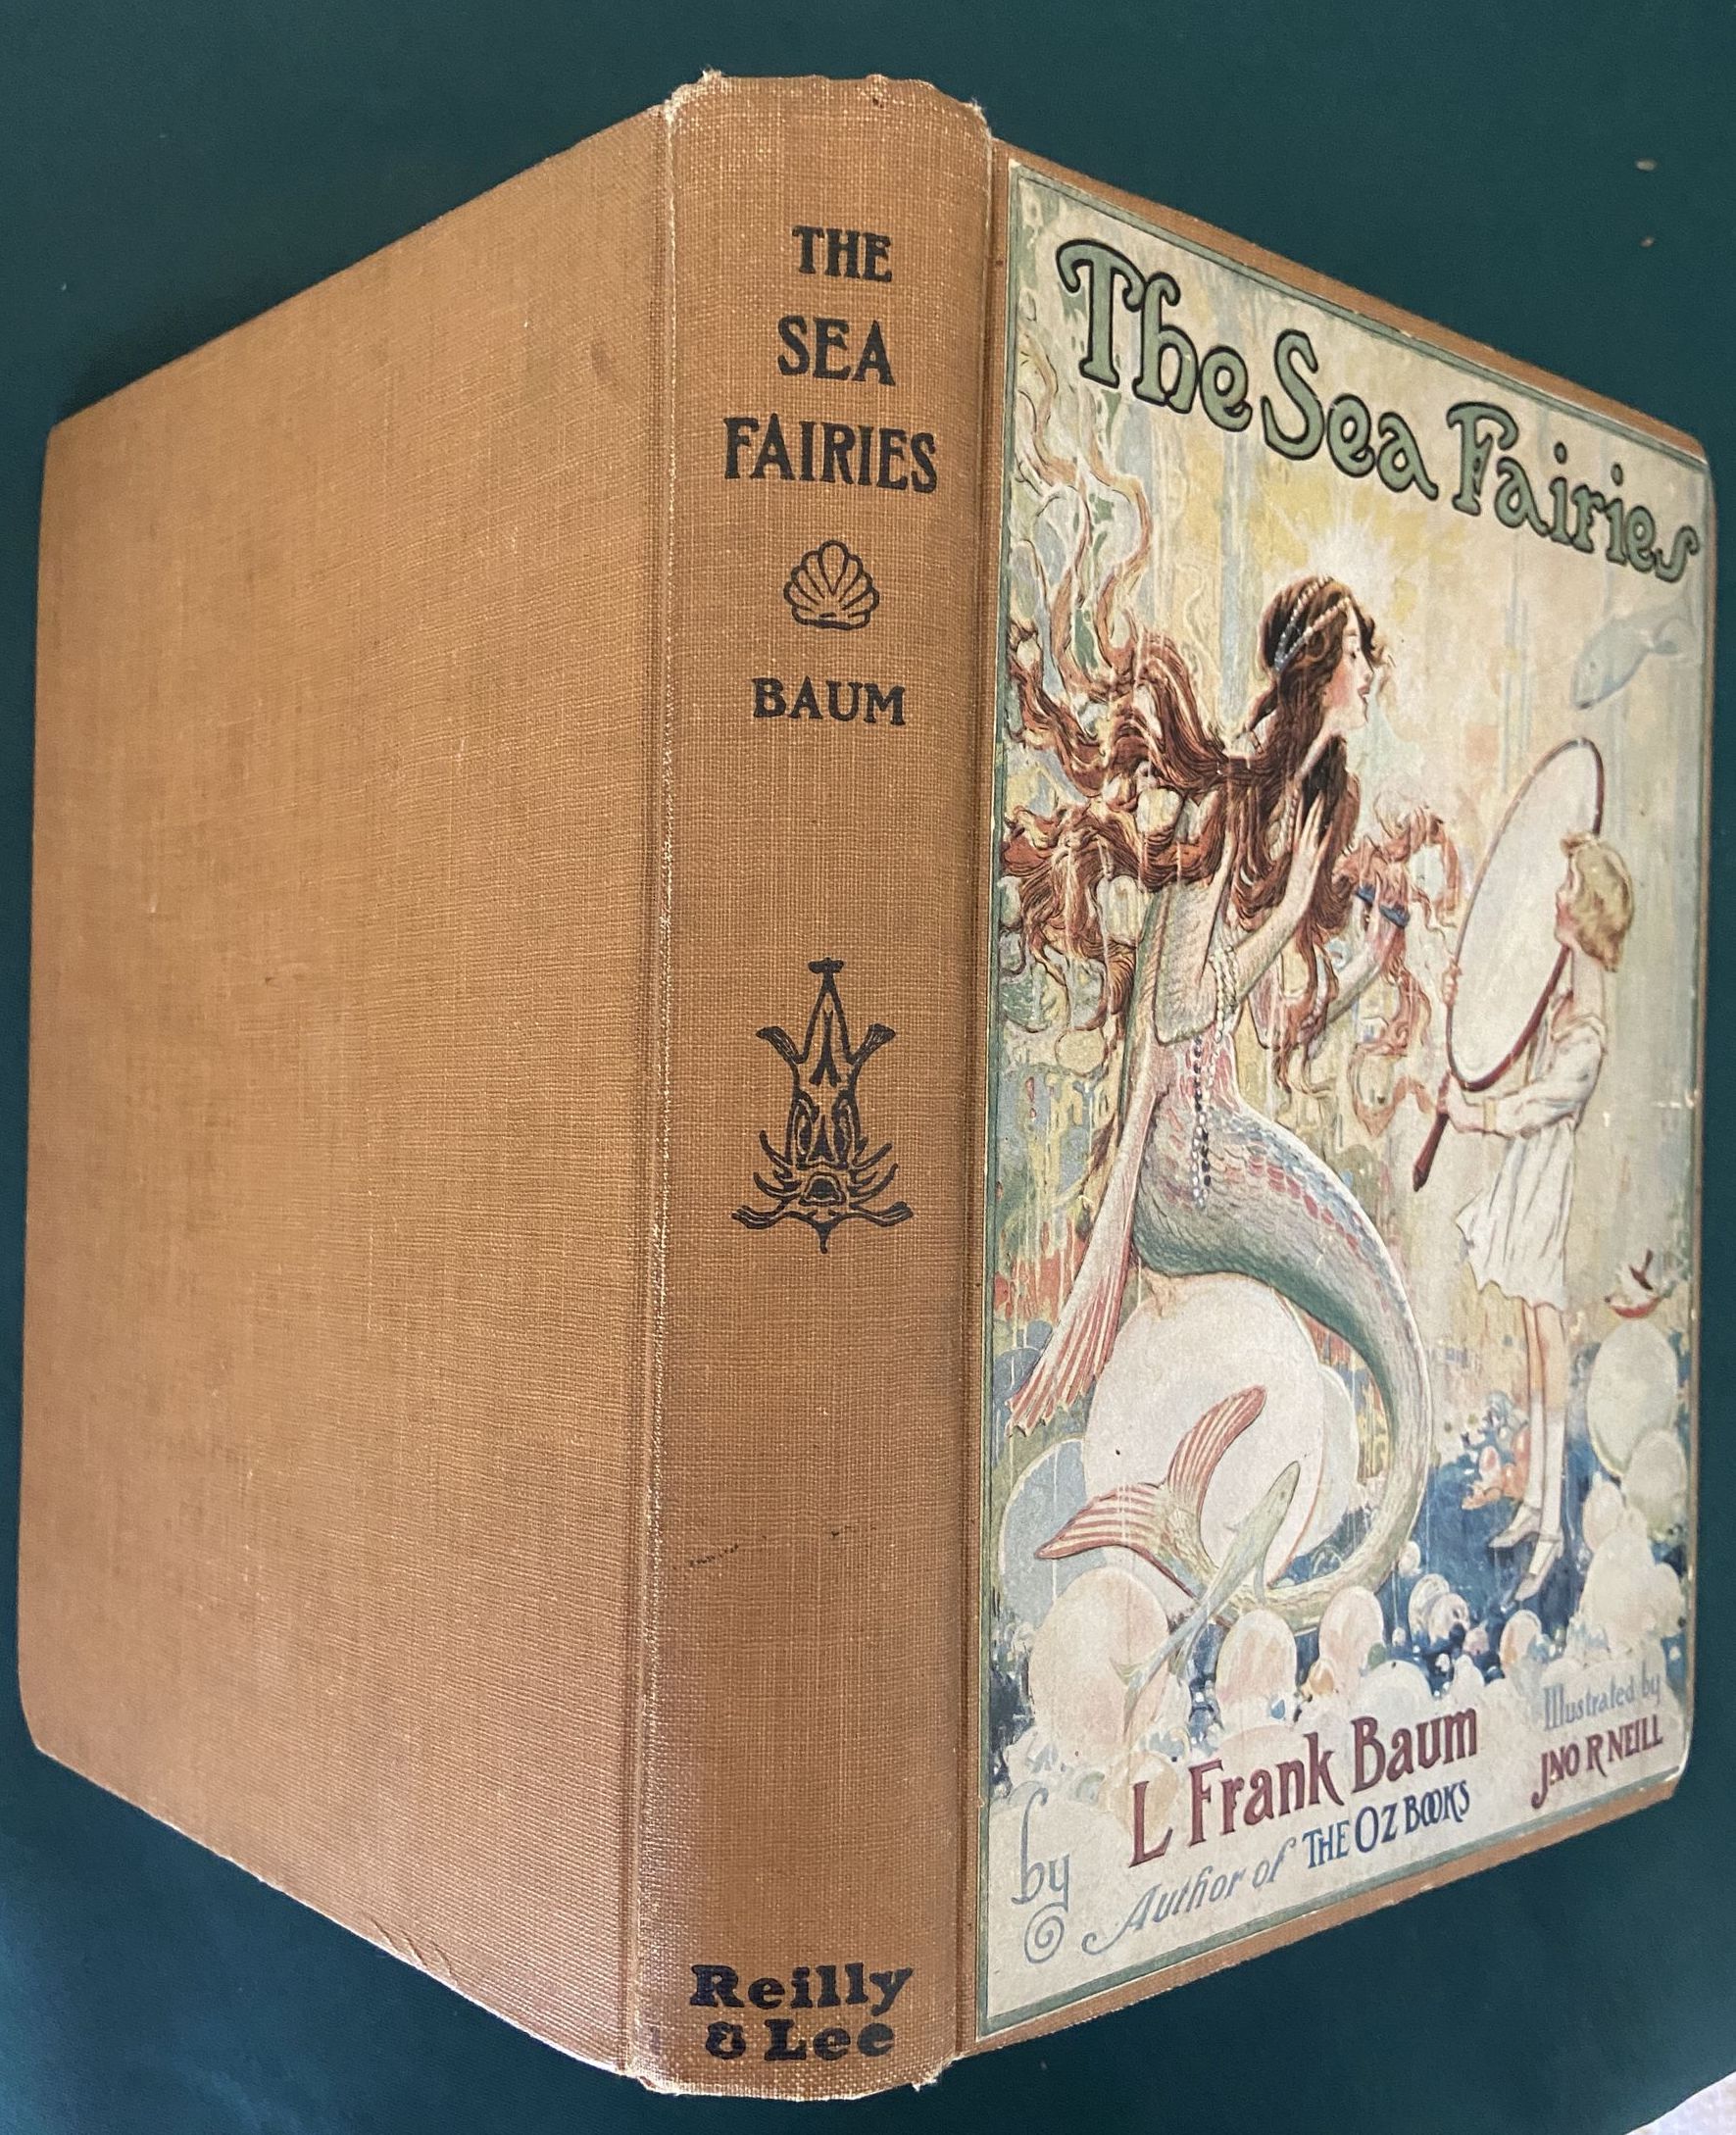 THE
SEA
FAIRIES
BAUM
Reilly
& Lee
The Sea Fairies
by
L Frank Baum
Author of THE OZ BOOKS
Illustrated by
JNO R NEILL